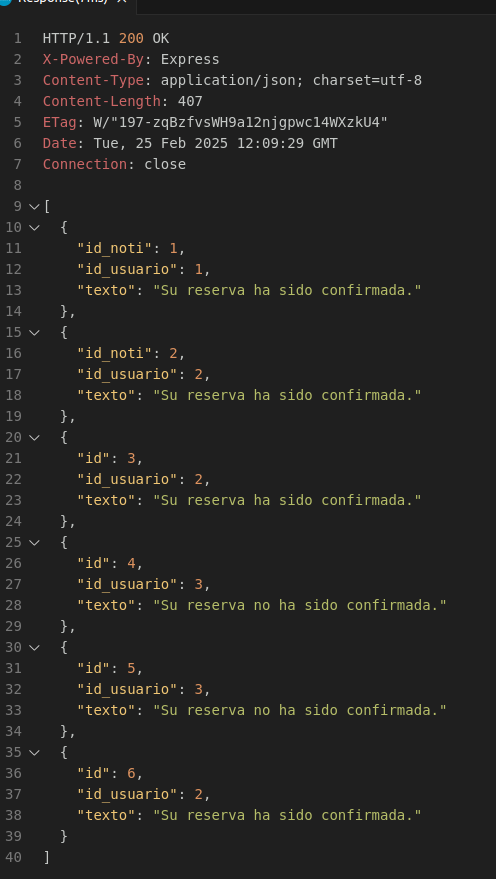 Response(7ms) X
1 HTTP/1.1 200 OK
2 X-Powered-By: Express
3 Content-Type: application/json; charset=utf-8
4 Content-Length: 407
5 ETag: W/"197-zqBzfvsWH9a12njgpwc14WXzkU4"
6 Date: Tue, 25 Feb 2025 12:09:29 GMT
7 Connection: close
8
9 [
10 {
11 "id_noti": 1,
12 "id_usuario": 1,
13 "texto": "Su reserva ha sido confirmada."
14 },
15 {
16 "id_noti": 2,
17 "id_usuario": 2,
18 "texto": "Su reserva ha sido confirmada."
19 },
20 {
21 "id": 3,
22 "id_usuario": 2,
23 "texto": "Su reserva ha sido confirmada."
24 },
25 {
26 "id": 4,
27 "id_usuario": 3,
28 "texto": "Su reserva no ha sido confirmada."
29 },
30 {
31 "id": 5,
32 "id_usuario": 3,
33 "texto": "Su reserva no ha sido confirmada."
34 },
35 {
36 "id": 6,
37 "id_usuario": 2,
38 "texto": "Su reserva ha sido confirmada."
39 }
40 ]